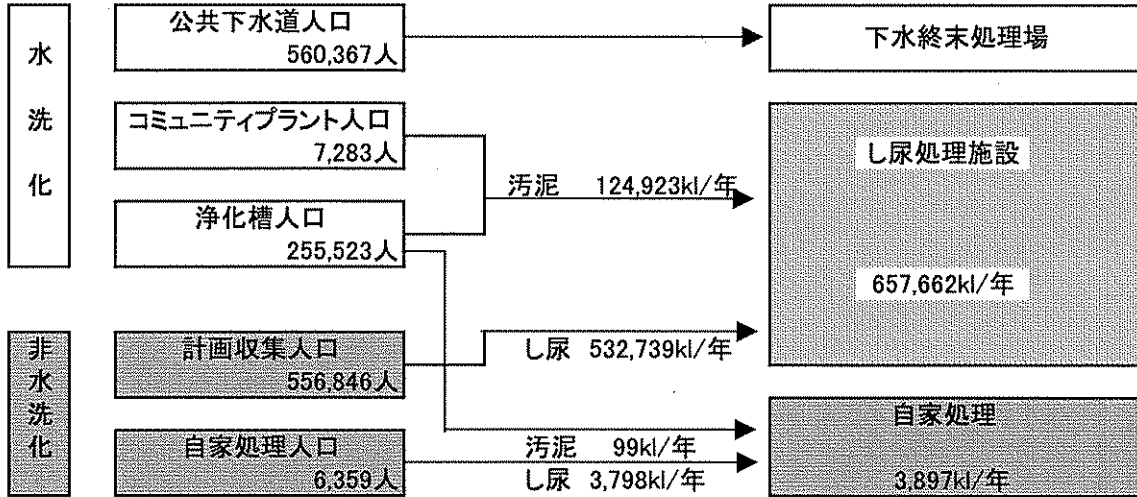 水洗化
公共下水道人口
560,367人
コミュニティプラント人口
7,283人
浄化槽人口
255,523人
非水洗化
計画収集人口
556,846人
自家処理人口
6,359人
汚泥 124,923kl/年
し尿 532,739kl/年
汚泥 99kl/年
し尿 3,798kl/年
下水終末処理場
し尿処理施設
657,662kl/年
自家処理
3,897kl/年